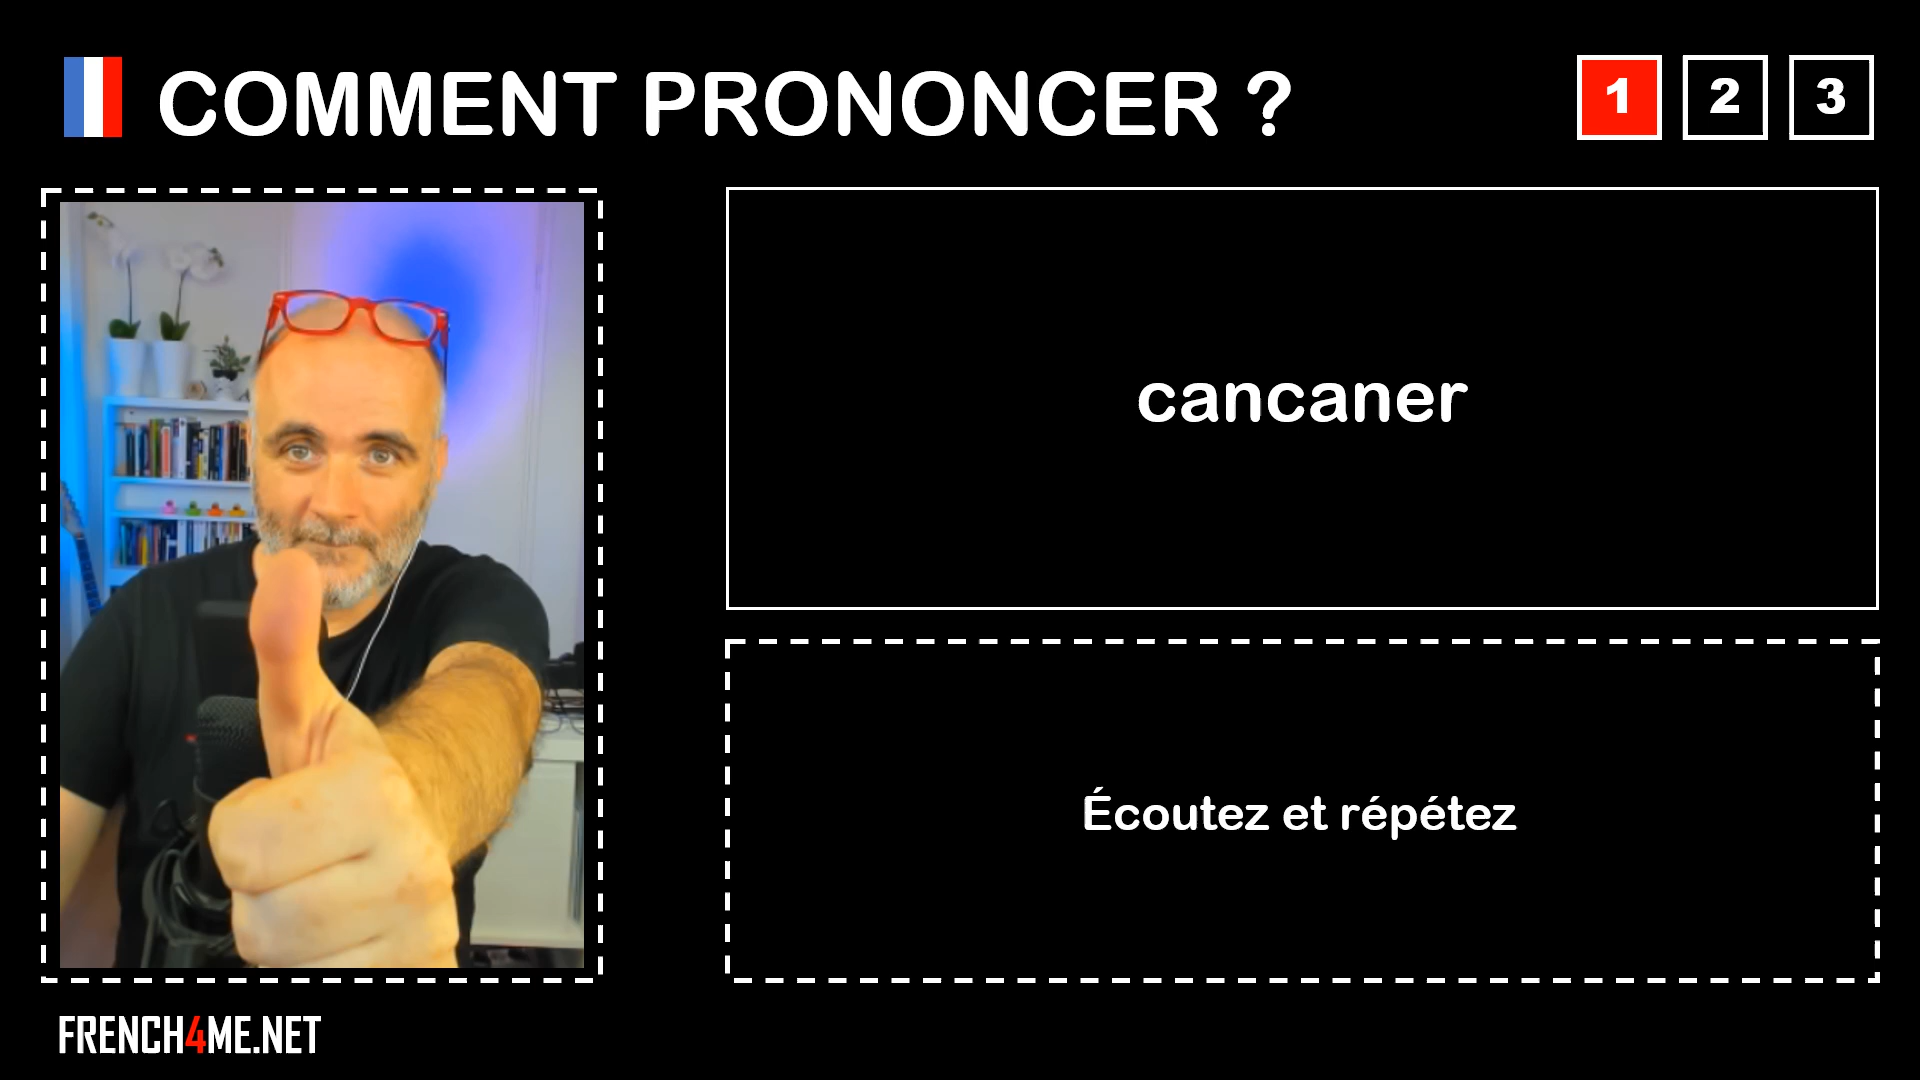 COMMENT PRONONCER ?
1 2 3
cancaner
Écoutez et répétez
FRENCH4ME.NET